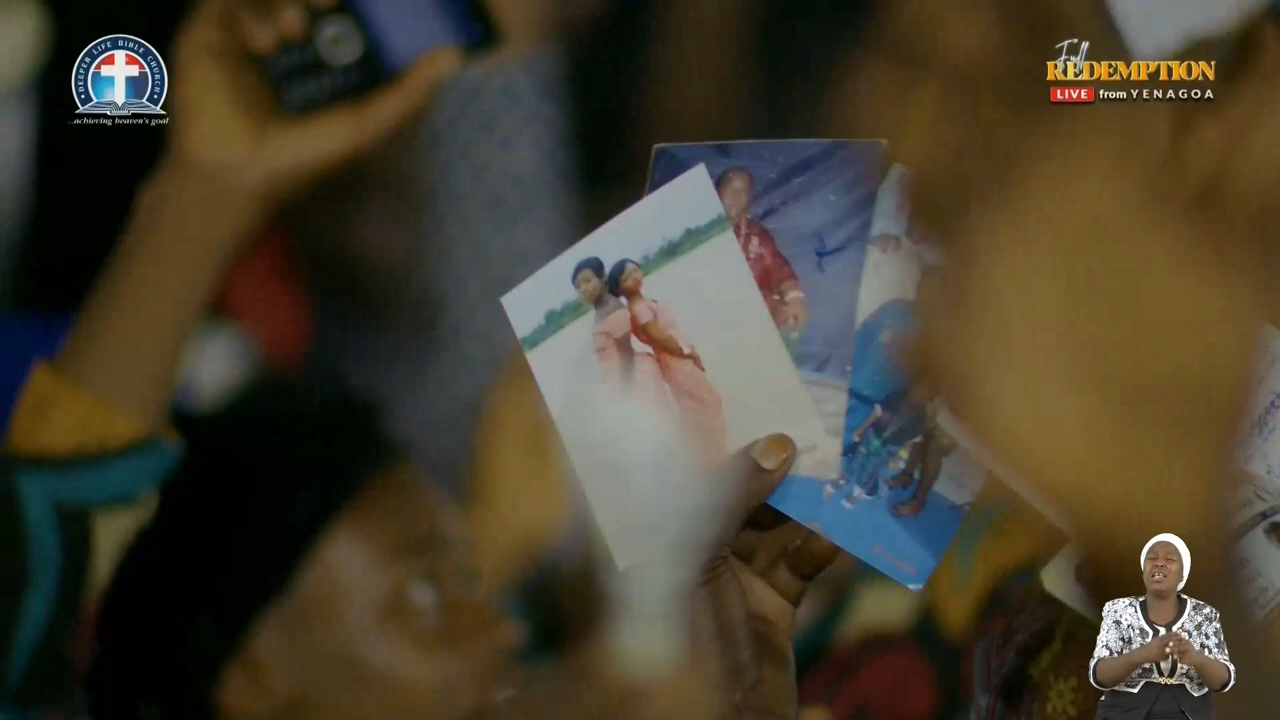 DEEPER LIFE BIBLE CHURCH
...achieving heaven's goal
Full
REDEMPTION
LIVE from YENAGOA